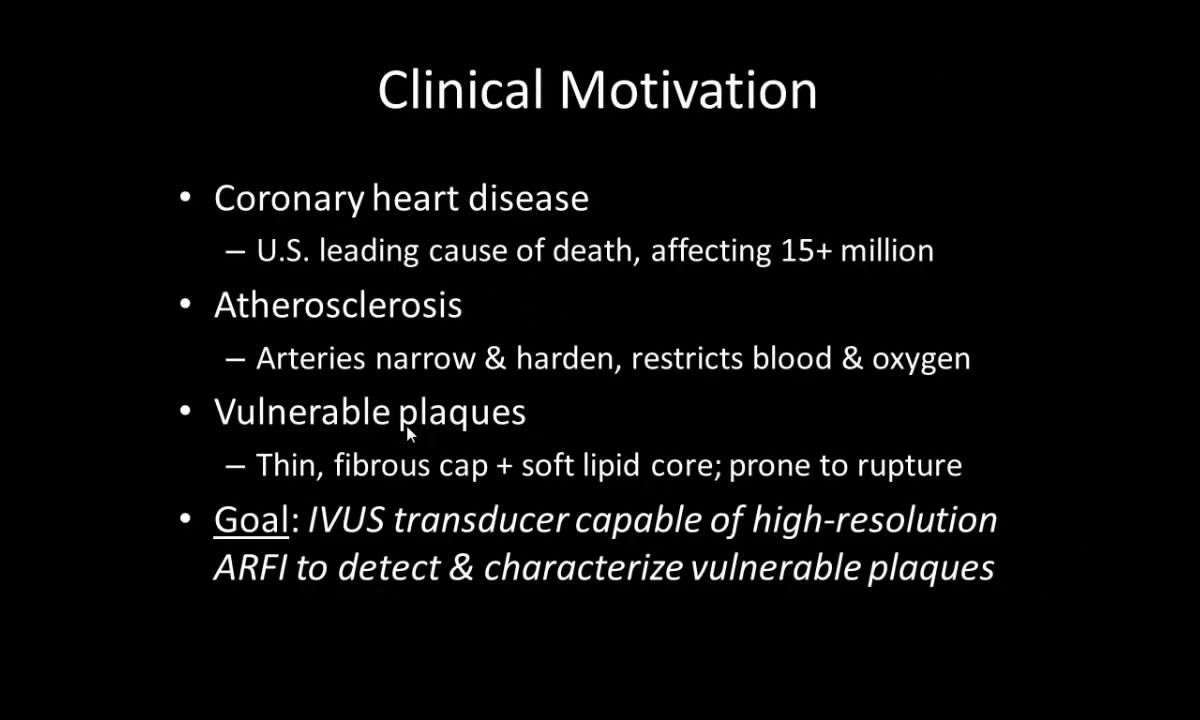 Clinical Motivation
• Coronary heart disease
– U.S. leading cause of death, affecting 15+ million
• Atherosclerosis
– Arteries narrow & harden, restricts blood & oxygen
• Vulnerable plaques
– Thin, fibrous cap + soft lipid core; prone to rupture
• Goal: IVUS transducer capable of high-resolution
ARFI to detect & characterize vulnerable plaques